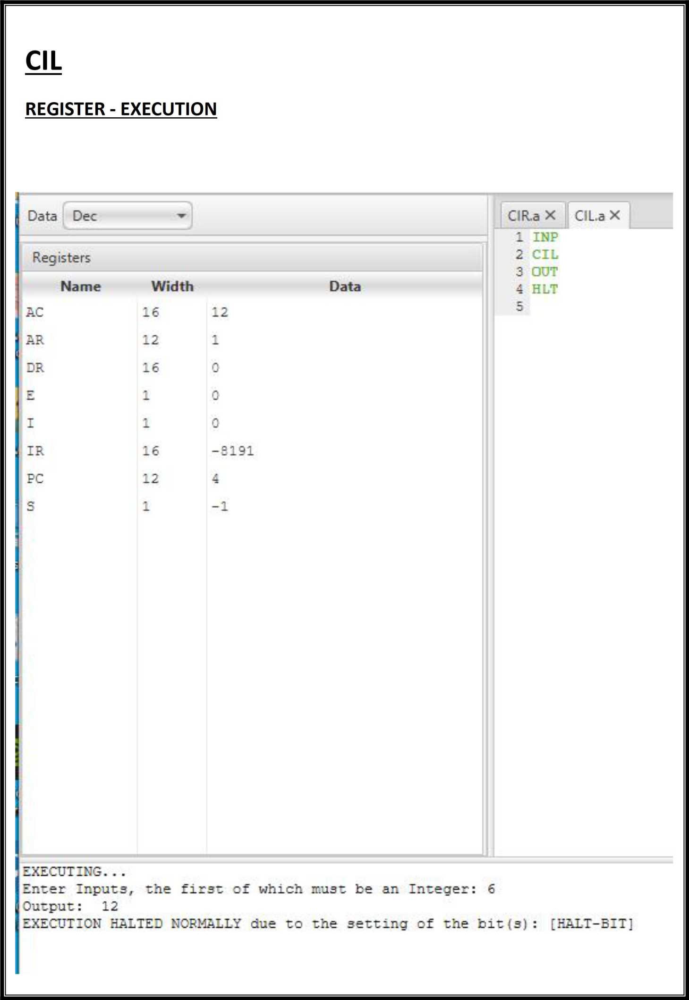 CIL
REGISTER - EXECUTION
Data Dec
Registers
Name Width Data
AC 16 12
AR 12 1
DR 16 0
E 1 0
I 1 0
IR 16 -8191
PC 12 4
S 1 -1
CIR.a CIL.a
1 INP
2 CIL
3 OUT
4 HLT
5
EXECUTING...
Enter Inputs, the first of which must be an Integer: 6
Output: 12
EXECUTION HALTED NORMALLY due to the setting of the bit(s): [HALT-BIT]